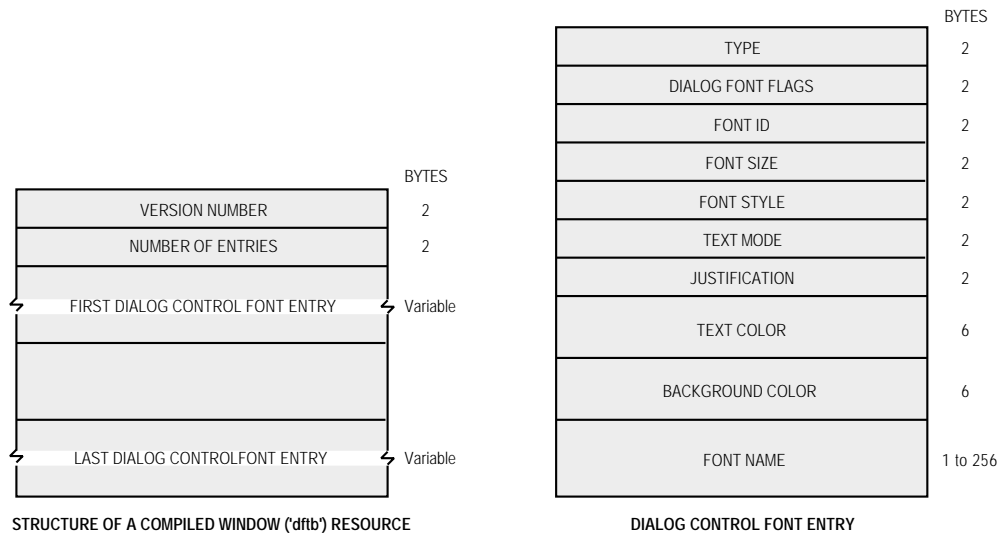 BYTES
VERSION NUMBER 2
NUMBER OF ENTRIES 2
FIRST DIALOG CONTROL FONT ENTRY Variable
LAST DIALOG CONTROLFONT ENTRY Variable
STRUCTURE OF A COMPILED WINDOW ('dftb') RESOURCE
BYTES
TYPE 2
DIALOG FONT FLAGS 2
FONT ID 2
FONT SIZE 2
FONT STYLE 2
TEXT MODE 2
JUSTIFICATION 2
TEXT COLOR 6
BACKGROUND COLOR 6
FONT NAME 1 to 256
DIALOG CONTROL FONT ENTRY